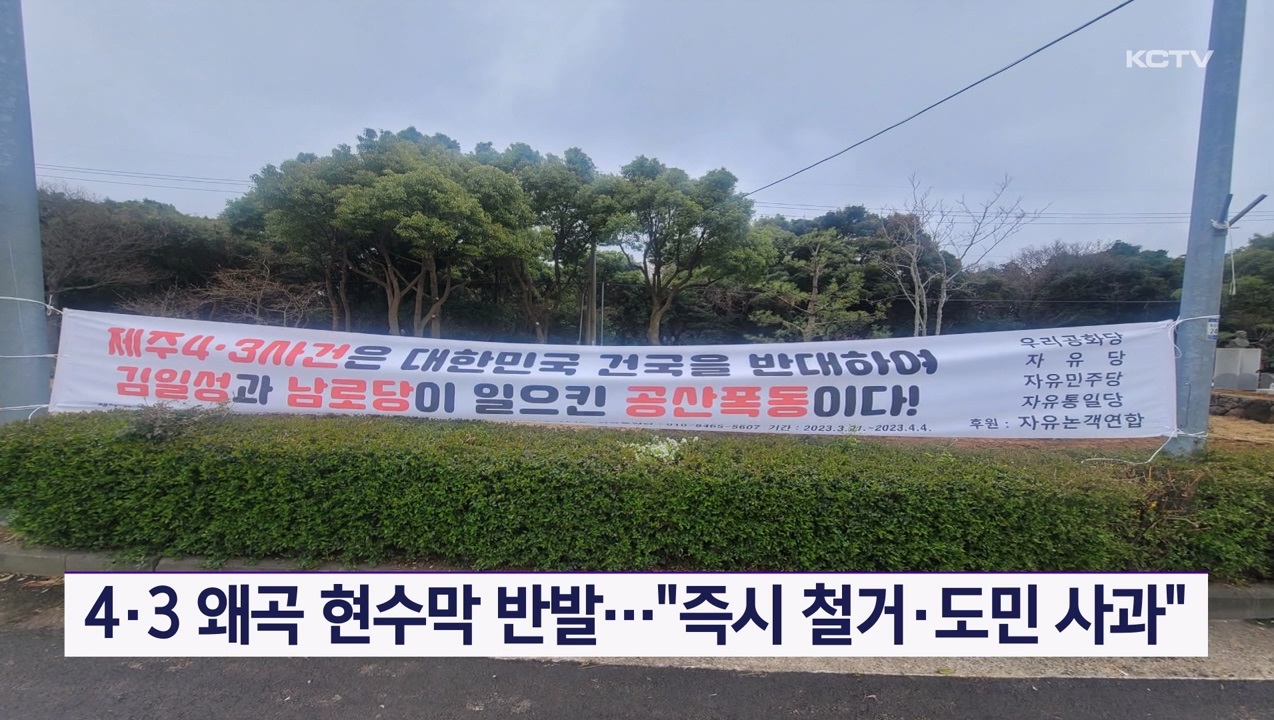 KCTV
제주4·3사건은 대한민국 건국을 반대하여
김일성과 남로당이 일으킨 공산폭동이다!
기간 : 2023.3.21.~2023.4.4.
우리공화당
자유당
자유민주당
자유통일당
후원 : 자유논객연합
4·3 왜곡 현수막 반발…"즉시 철거·도민 사과"